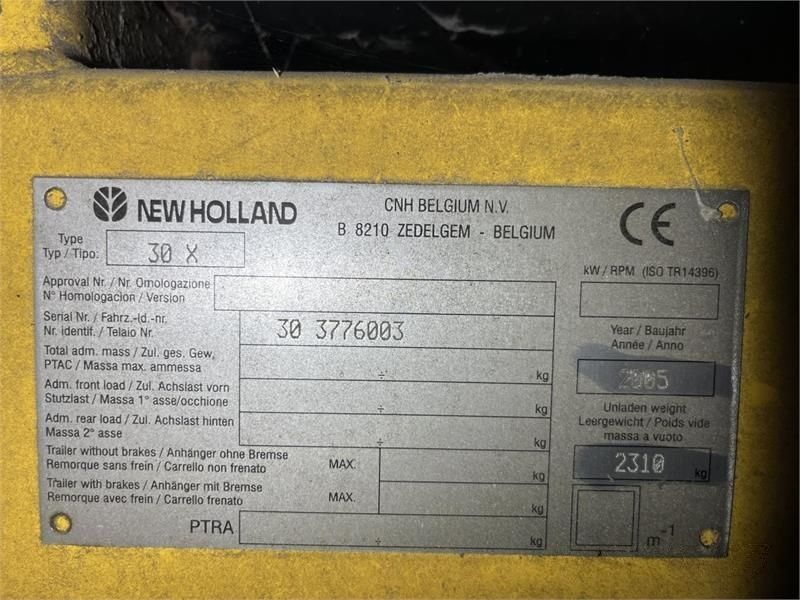 NEW HOLLAND
CNH BELGIUM N.V.
B 8210 ZEDELGEM - BELGIUM
CE
Type
Typ / Tipo:
30 X
Approval Nr. / Nr. Omologazione
N° Homologacion / Version
Serial Nr. / Fahrz.-Id.-nr.
Nr. identif. / Telaio Nr.
30 3776003
Total adm. mass / Zul. ges. Gew,
PTAC / Massa max. ammessa
÷ kg
Adm. front load / Zul. Achslast vorn
Stutzlast / Massa 1° asse/occhione
÷ kg
Adm. rear load / Zul. Achslast hinten
Massa 2° asse
÷ kg
Trailer without brakes / Anhänger ohne Bremse
Remorque sans frein / Carrello non frenato
MAX.
kg
Trailer with brakes / Anhänger mit Bremse
Remorque avec frein / Carrello frenato
MAX.
kg
PTRA
÷ kg
kW / RPM (ISO TR14396)
Year / Baujahr
Année / Anno
2005
Unladen weight
Leergewicht / Poids vide
massa a vuoto
2310 kg
m-1